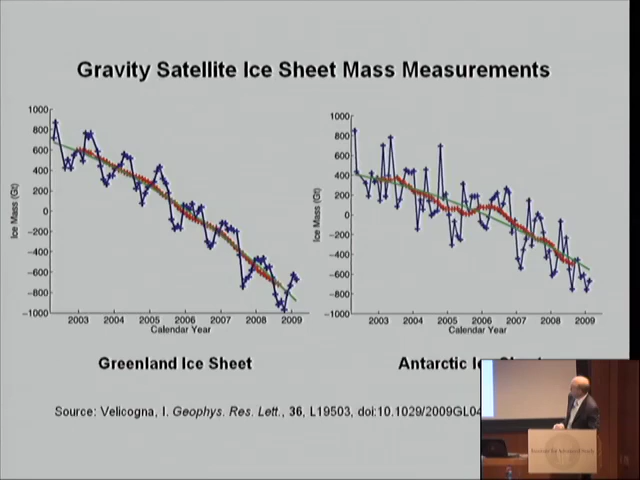 Gravity Satellite Ice Sheet Mass Measurements
1000
800
600
400
200
0
−200
−400
−600
−800
−1000
Ice Mass (Gt)
2003 2004 2005 2006 2007 2008 2009
Calendar Year
Greenland Ice Sheet
1000
800
600
400
200
0
−200
−400
−600
−800
−1000
Ice Mass (Gt)
2003 2004 2005 2006 2007 2008 2009
Calendar Year
Antarctic Ice
Source: Velicogna, I. Geophys. Res. Lett., 36, L19503, doi:10.1029/2009GL04